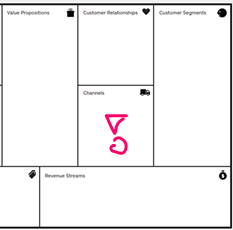 Value Propositions
Customer Relationships
Customer Segments
Channels
Revenue Streams